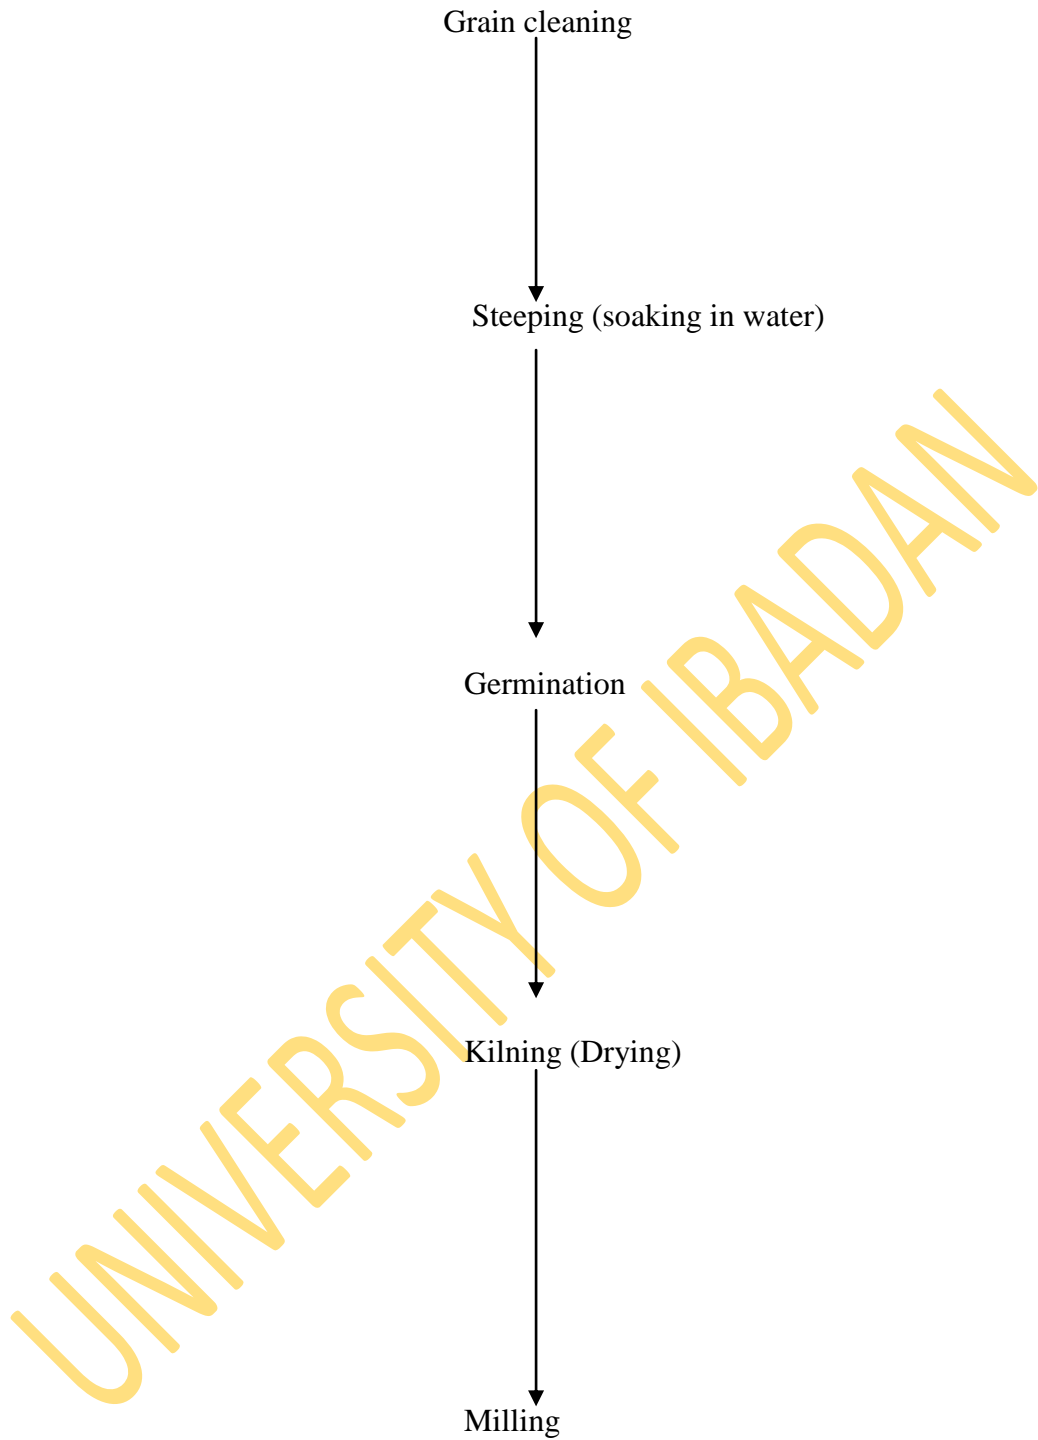 Grain cleaning
Steeping (soaking in water)
Germination
Kilning (Drying)
Milling
UNIVERSITY OF IBADAN